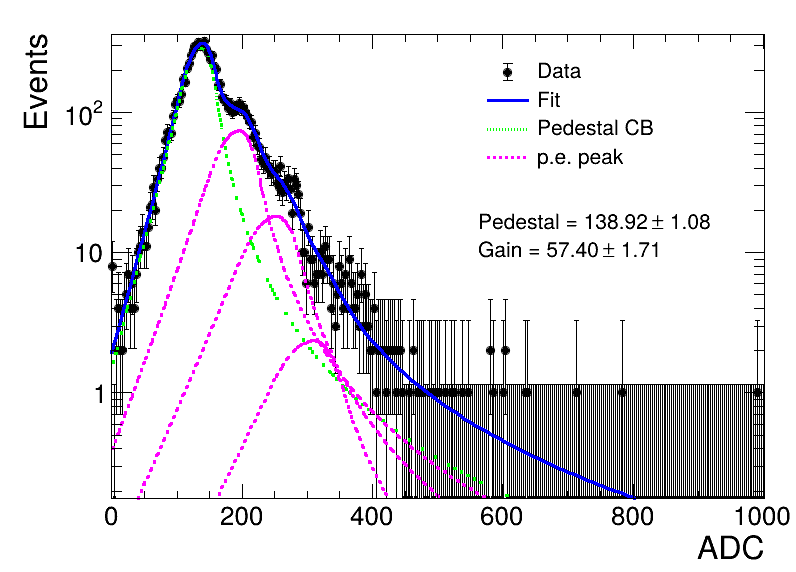 Events
10²
10
1
Data
Fit
Pedestal CB
p.e. peak
Pedestal = 138.92 ± 1.08
Gain = 57.40 ± 1.71
0 200 400 600 800 1000
ADC